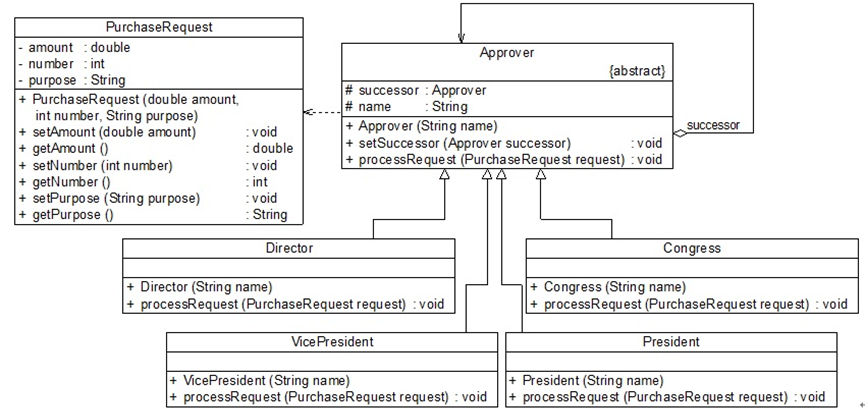 PurchaseRequest
- amount : double
- number : int
- purpose : String
+ PurchaseRequest (double amount,
int number, String purpose)
+ setAmount (double amount) : void
+ getAmount () : double
+ setNumber (int number) : void
+ getNumber () : int
+ setPurpose (String purpose) : void
+ getPurpose () : String
Approver
{abstract}
# successor : Approver
# name : String
+ Approver (String name)
+ setSuccessor (Approver successor) : void
+ processRequest (PurchaseRequest request) : void
successor
Director
+ Director (String name)
+ processRequest (PurchaseRequest request) : void
Congress
+ Congress (String name)
+ processRequest (PurchaseRequest request) : void
VicePresident
+ VicePresident (String name)
+ processRequest (PurchaseRequest request) : void
President
+ President (String name)
+ processRequest (PurchaseRequest request) : void